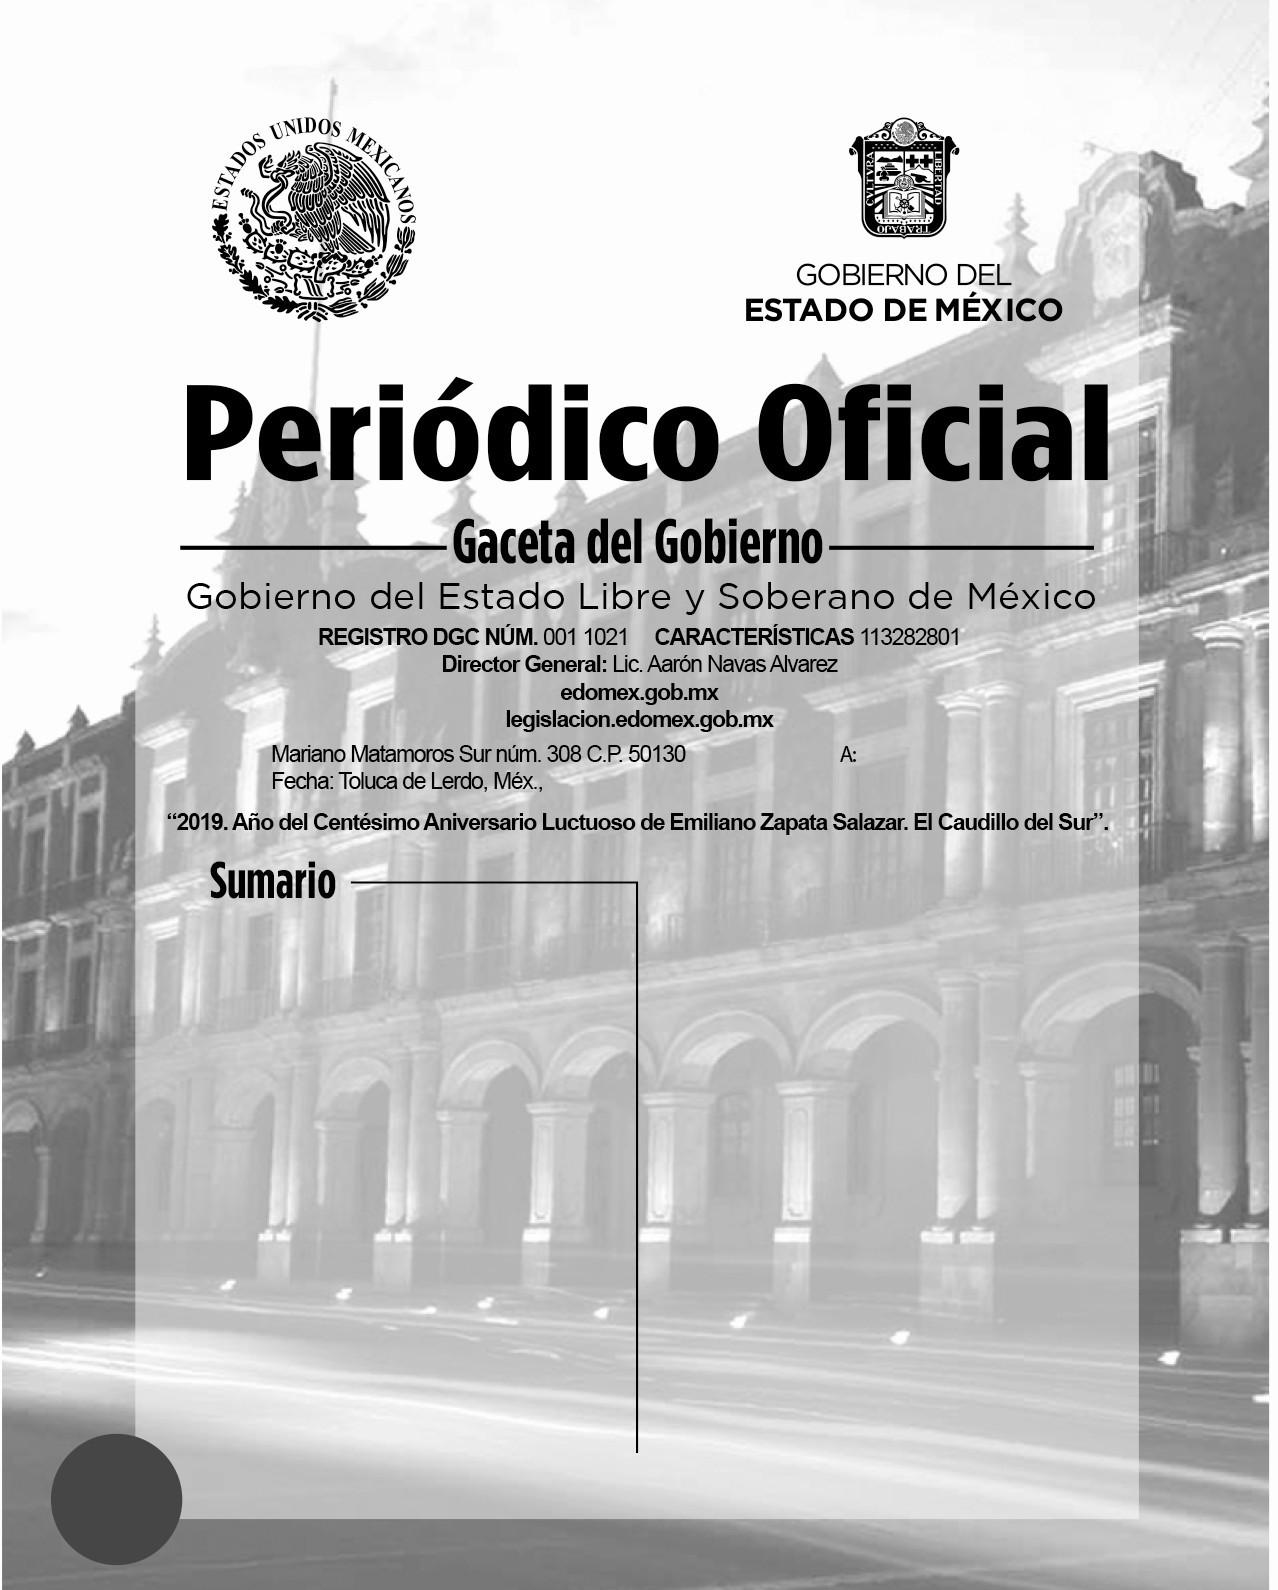 ESTADOS UNIDOS MEXICANOS
CVLTVRA
LIBERTAD
TRABAJO
GOBIERNO DEL
ESTADO DE MÉXICO
Periódico Oficial
Gaceta del Gobierno
Gobierno del Estado Libre y Soberano de México
REGISTRO DGC NÚM. 001 1021 CARACTERÍSTICAS 113282801
Director General: Lic. Aarón Navas Alvarez
edomex.gob.mx
legislacion.edomex.gob.mx
Mariano Matamoros Sur núm. 308 C.P. 50130 A:
Fecha: Toluca de Lerdo, Méx.,
“2019. Año del Centésimo Aniversario Luctuoso de Emiliano Zapata Salazar. El Caudillo del Sur”.
Sumario